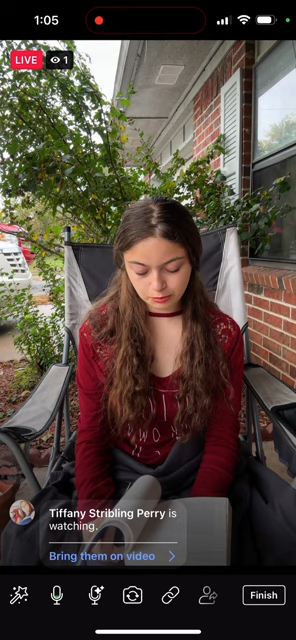 1:05
LIVE
1
Tiffany Stribling Perry is
watching.
Bring them on video
Finish